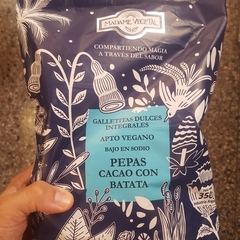 MADAME VEGETAL
COMPARTIENDO MAGIA
A TRAVÉS DEL SABOR
GALLETITAS DULCES
INTEGRALES
APTO VEGANO
BAJO EN SODIO
PEPAS
CACAO CON
BATATA